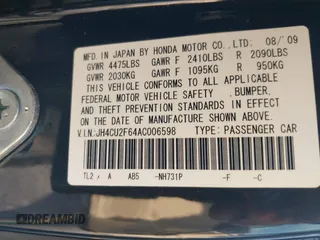 MFD. IN JAPAN BY HONDA MOTOR CO., LTD. 08/'09
GVWR 4475LBS GAWR F 2410LBS R 2090LBS
GVWR 2030KG GAWR F 1095KG R 950KG
THIS VEHICLE CONFORMS TO ALL APPLICABLE
FEDERAL MOTOR VEHICLE SAFETY, BUMPER,
AND THEFT PREVENTION STANDARDS IN EFFECT
ON THE DATE OF MANUFACTURE SHOWN ABOVE.
V.I.N.: JH4CU2F64AC006598 TYPE: PASSENGER CAR
TL2 A AB5 -NH731P -F -C
DREAMBID